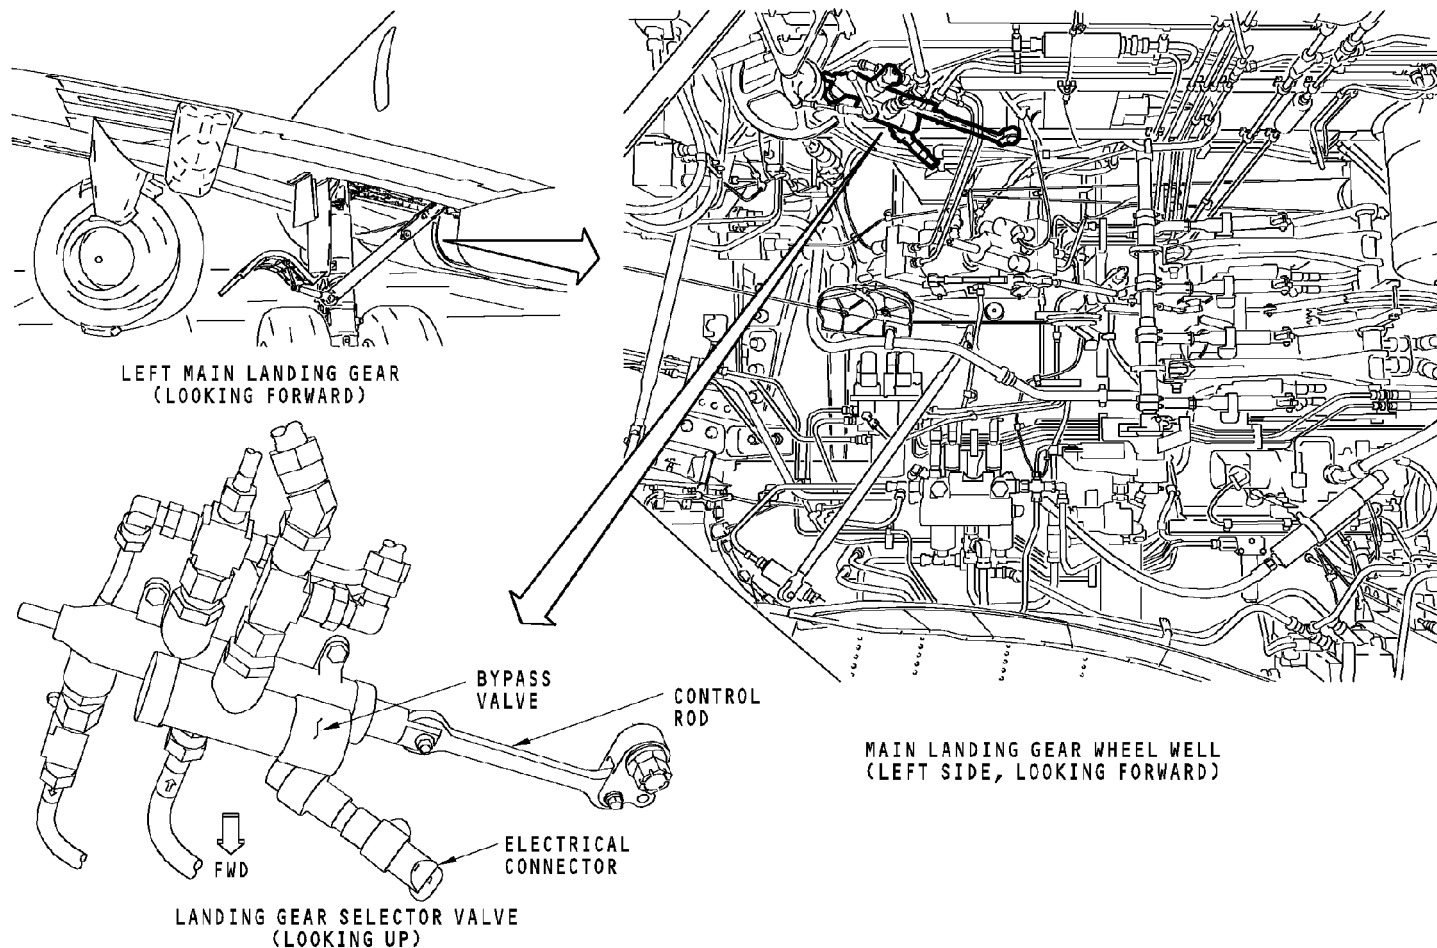 LEFT MAIN LANDING GEAR
(LOOKING FORWARD)
BYPASS
VALVE
CONTROL
ROD
MAIN LANDING GEAR WHEEL WELL
(LEFT SIDE, LOOKING FORWARD)
ELECTRICAL
CONNECTOR
FWD
LANDING GEAR SELECTOR VALVE
(LOOKING UP)